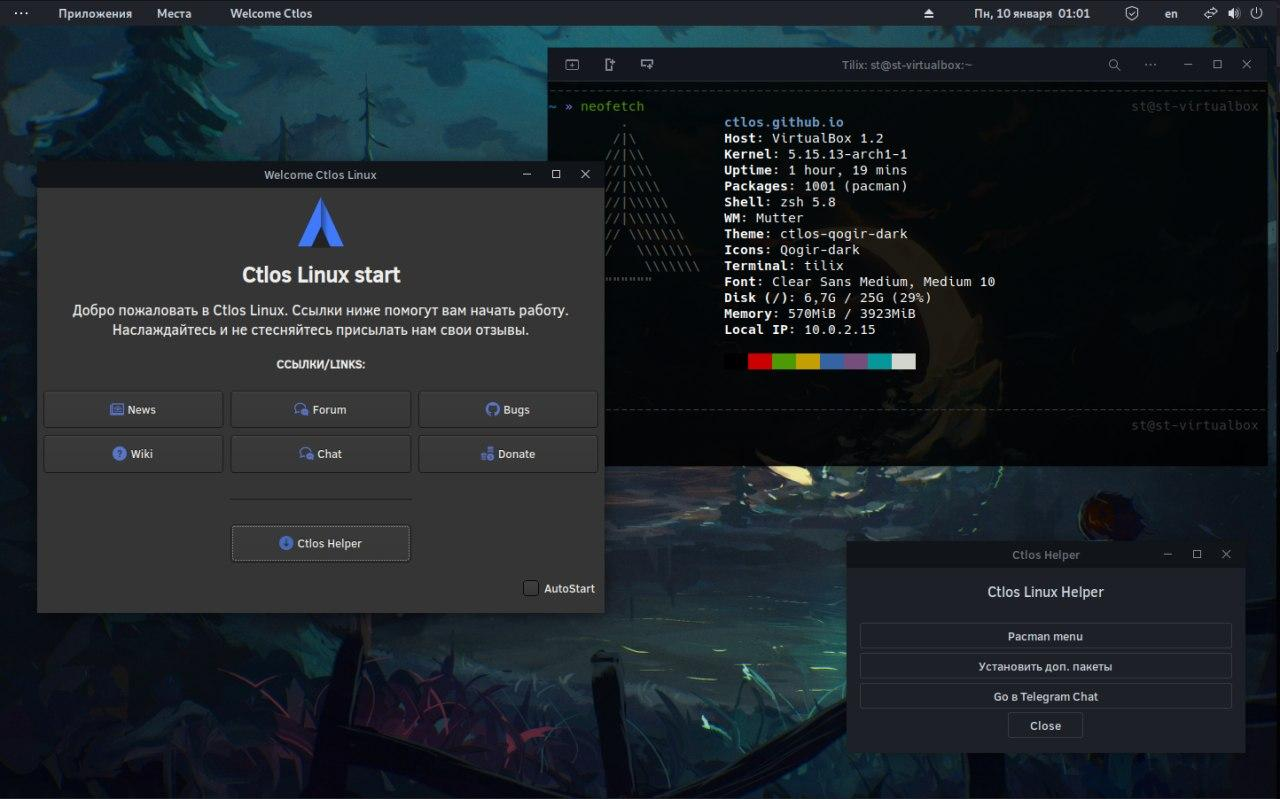 Приложения Места Welcome Ctlos Пн, 10 января 01:01 en
Tilix: st@st-virtualbox:~
~ » neofetch st@st-virtualbox
ctlos.github.io
Host: VirtualBox 1.2
Kernel: 5.15.13-arch1-1
Uptime: 1 hour, 19 mins
Packages: 1001 (pacman)
Shell: zsh 5.8
WM: Mutter
Theme: ctlos-qogir-dark
Icons: Qogir-dark
Terminal: tilix
Font: Clear Sans Medium, Medium 10
Disk (/): 6,7G / 25G (29%)
Memory: 570MiB / 3923MiB
Local IP: 10.0.2.15
st@st-virtualbox
Welcome Ctlos Linux
Ctlos Linux start
Добро пожаловать в Ctlos Linux. Ссылки ниже помогут вам начать работу.
Наслаждайтесь и не стесняйтесь присылать нам свои отзывы.
ССЫЛКИ/LINKS:
News Forum Bugs
Wiki Chat Donate
Ctlos Helper
AutoStart
Ctlos Helper
Ctlos Linux Helper
Pacman menu
Установить доп. пакеты
Go в Telegram Chat
Close